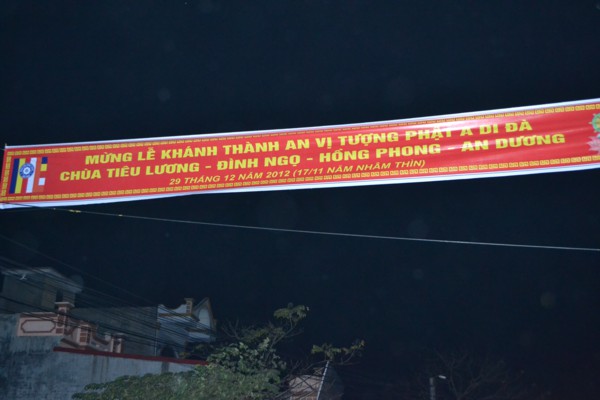 MỪNG LỄ KHÁNH THÀNH AN VỊ TƯỢNG PHẬT A DI ĐÀ
CHÙA TIÊU LƯƠNG - ĐÌNH NGỌ - HỒNG PHONG - AN DƯƠNG
29 THÁNG 12 NĂM 2012 (17/11 NĂM NHÂM THÌN)